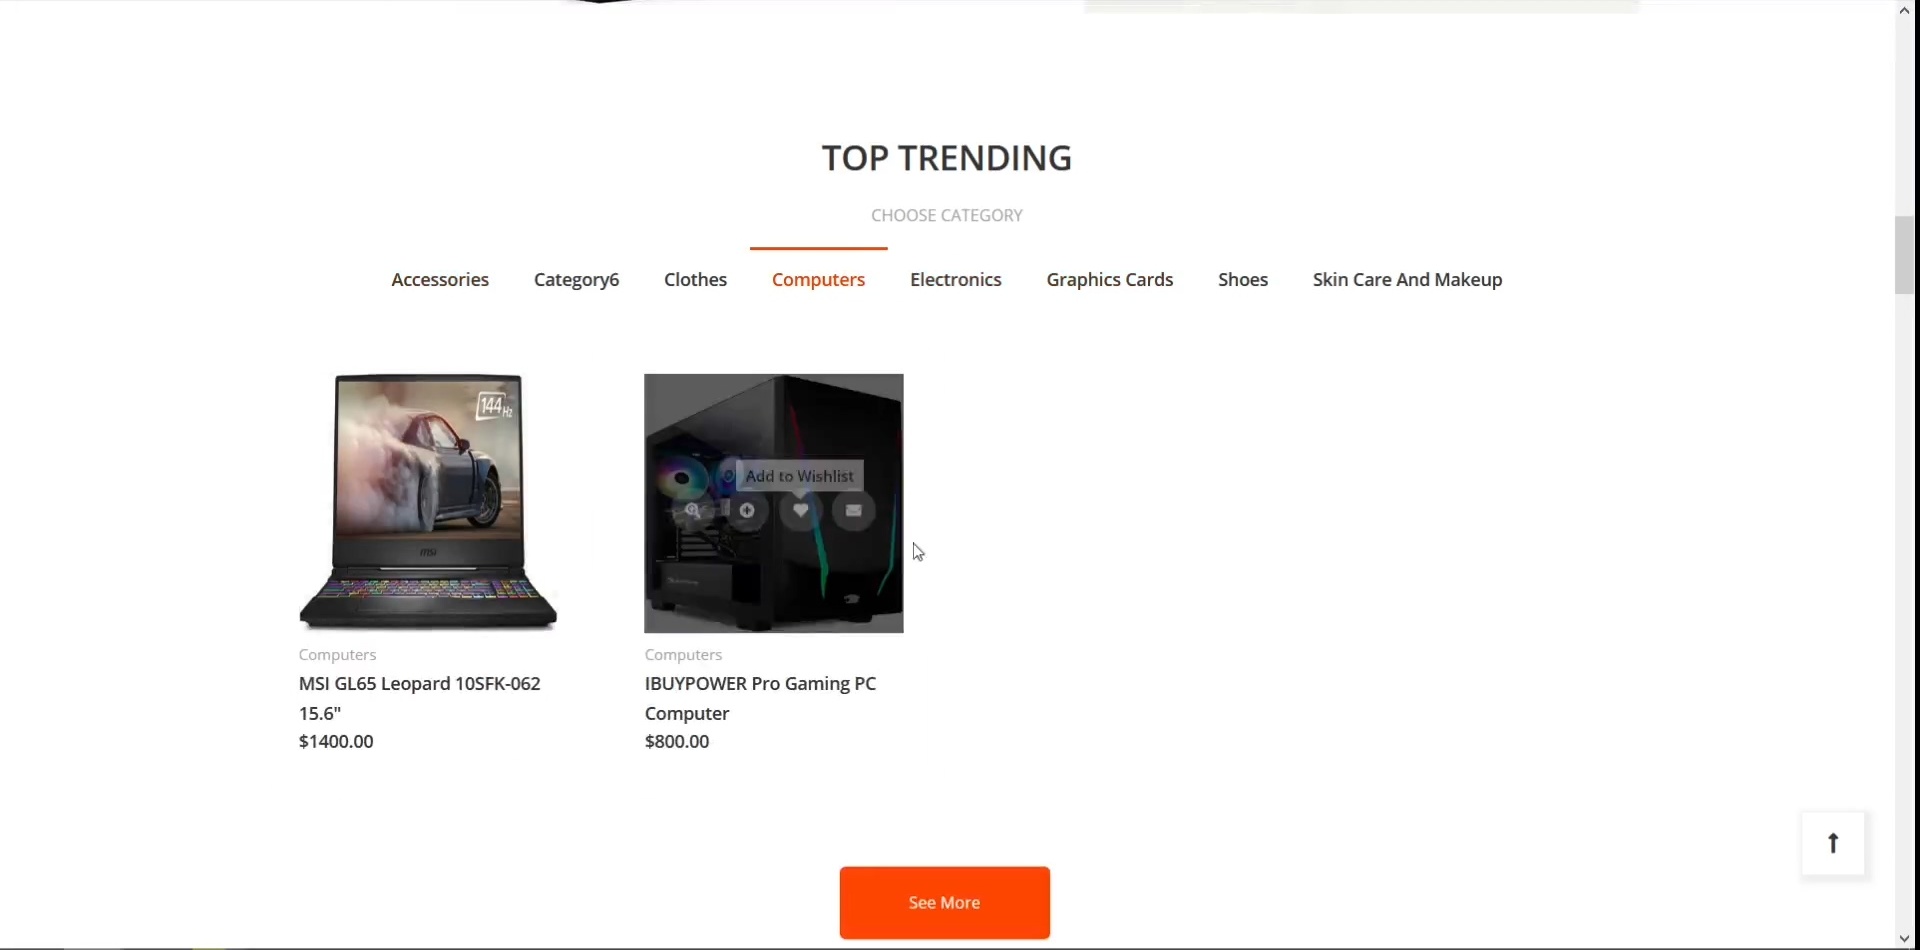 TOP TRENDING
CHOOSE CATEGORY
Accessories Category6 Clothes Computers Electronics Graphics Cards Shoes Skin Care And Makeup
144Hz
msi
Add to Wishlist
Computers
MSI GL65 Leopard 10SFK-062
15.6"
$1400.00
Computers
IBUYPOWER Pro Gaming PC
Computer
$800.00
See More